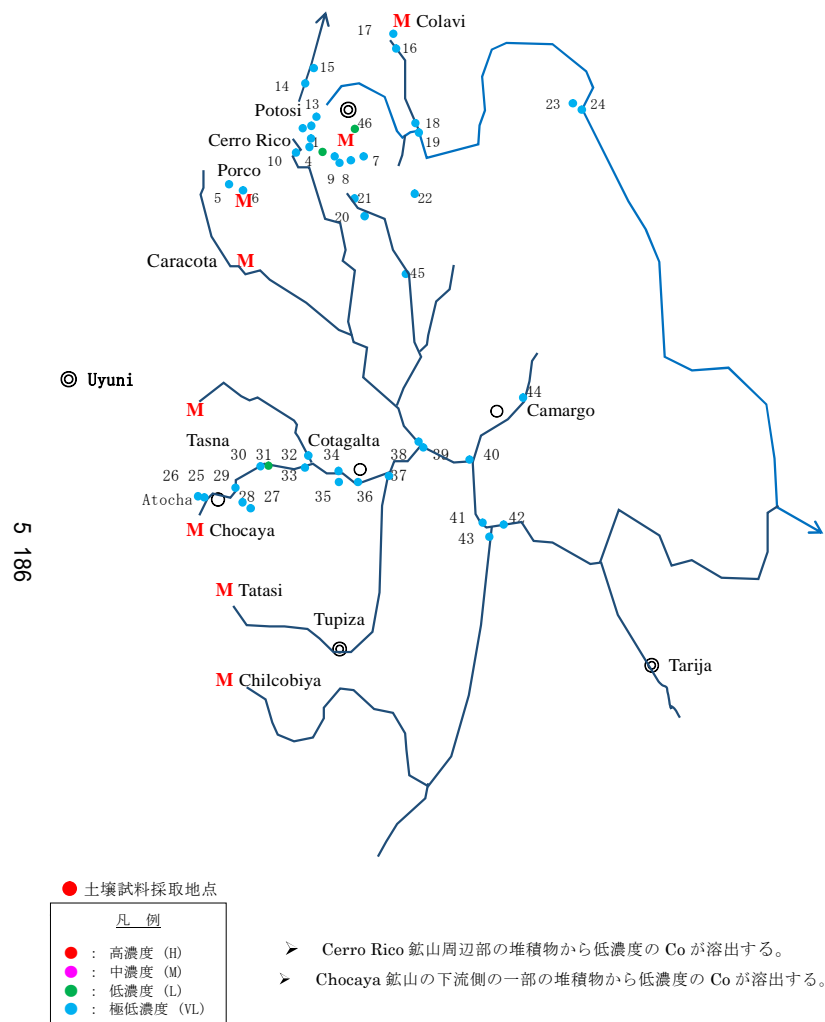 17 M Colavi
16
15
14
13
Potosi
46
18
23 24
Cerro Rico 1 M
19
10 4 7
Porco 9 8
5 6
M
21 22
20
Caracota M
45
◎ Uyuni
44
M
Camargo
Tasna Cotagalta
30 31 32 34 38 39 40
33 37
26 25 29
35 36
Atocha 28 27
41 42
M Chocaya
43
5 186
M Tatasi
Tupiza
Tarija
M Chilcobiya
● 土壌試料採取地点
凡 例
● : 高濃度 (H)
● : 中濃度 (M)
● : 低濃度 (L)
● : 極低濃度 (VL)
➢ Cerro Rico 鉱山周辺部の堆積物から低濃度の Co が溶出する。
➢ Chocaya 鉱山の下流側の一部の堆積物から低濃度の Co が溶出する。